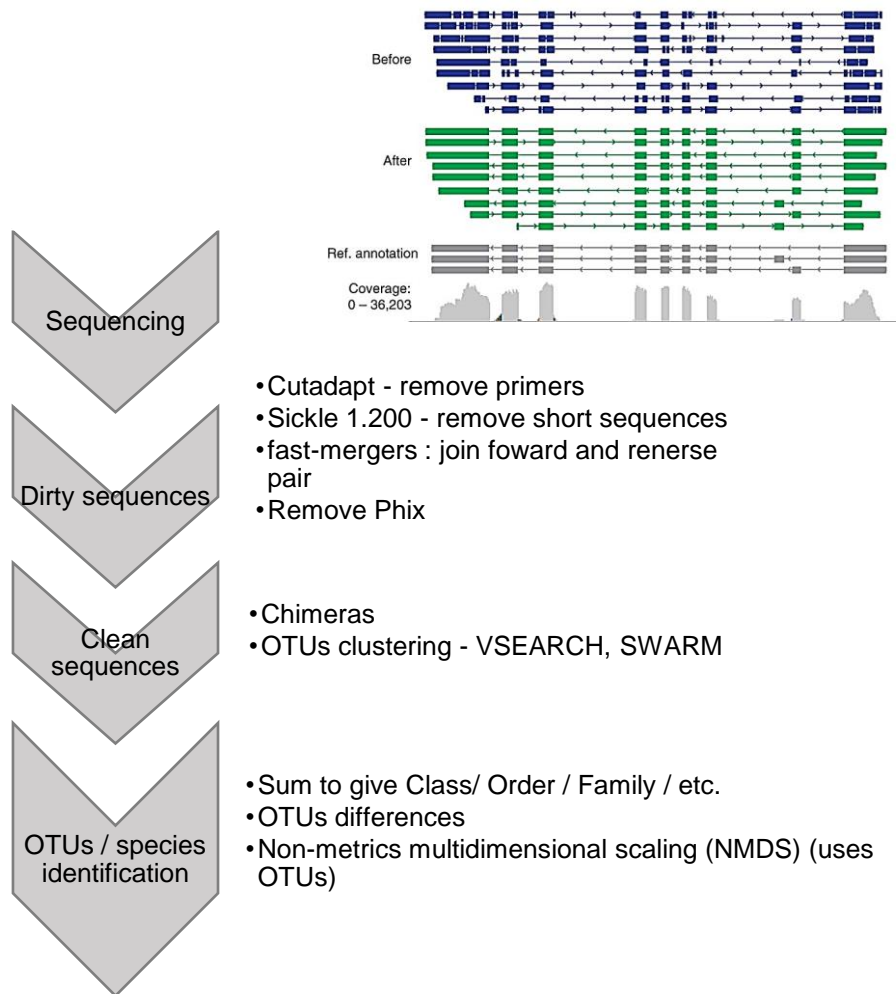 Before
After
Ref. annotation
Coverage:
0 – 36,203
Sequencing
•Cutadapt - remove primers
•Sickle 1.200 - remove short sequences
•fast-mergers : join foward and renerse
pair
•Remove Phix
Dirty sequences
•Chimeras
•OTUs clustering - VSEARCH, SWARM
Clean
sequences
•Sum to give Class/ Order / Family / etc.
•OTUs differences
•Non-metrics multidimensional scaling (NMDS) (uses
OTUs)
OTUs / species
identification